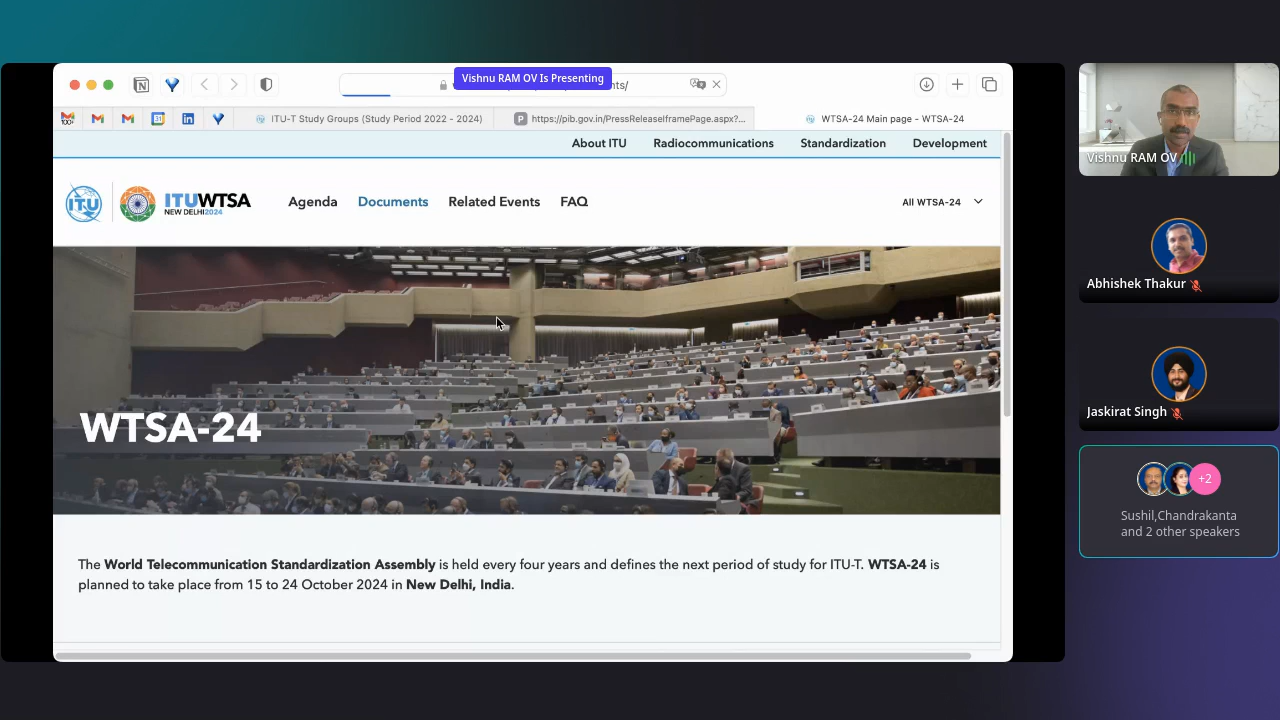 Vishnu RAM OV Is Presenting
ITU-T Study Groups (Study Period 2022 - 2024)
https://pib.gov.in/PressReleaseIframePage.aspx?...
WTSA-24 Main page - WTSA-24
About ITU
Radiocommunications
Standardization
Development
ITU
ITUWTSA
NEW DELHI2024
Agenda
Documents
Related Events
FAQ
All WTSA-24
WTSA-24
The World Telecommunication Standardization Assembly is held every four years and defines the next period of study for ITU-T. WTSA-24 is
planned to take place from 15 to 24 October 2024 in New Delhi, India.
Vishnu RAM OV
Abhishek Thakur
Jaskirat Singh
+2
Sushil,Chandrakanta
and 2 other speakers